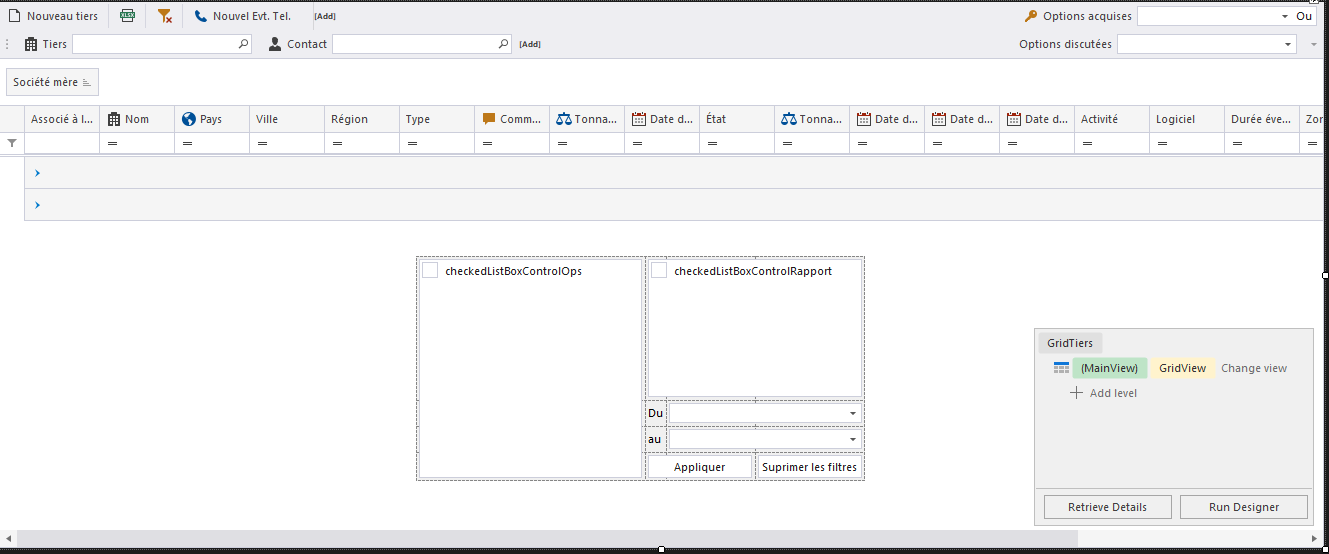 Nouveau tiers XLSX Nouvel Evt. Tel. [Add] Options acquises Ou
Tiers Contact [Add] Options discutées
Société mère
Associé à l... Nom Pays Ville Région Type Comm... Tonna... Date d... État Tonna... Date d... Date d... Date d... Activité Logiciel Durée éve... Zor
= = = = = = = = = = = = = = = = =
checkedListBoxControlOps checkedListBoxControlRapport
GridTiers
(MainView) GridView Change view
Add level
Du
au
Appliquer Suprimer les filtres
Retrieve Details Run Designer